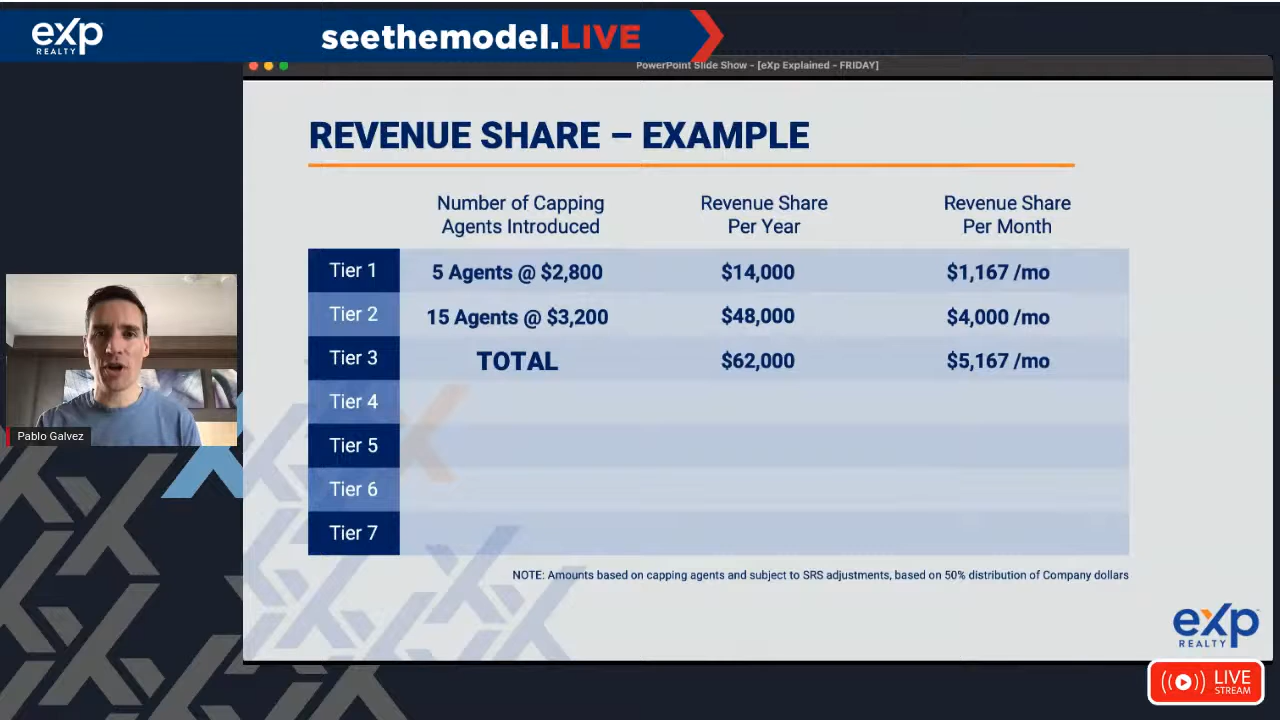 eXp
REALTY
seethemodel.LIVE
PowerPoint Slide Show - [eXp Explained - FRIDAY]
REVENUE SHARE – EXAMPLE
Number of Capping Agents Introduced
Revenue Share Per Year
Revenue Share Per Month
Tier 1 5 Agents @ $2,800 $14,000 $1,167 /mo
Tier 2 15 Agents @ $3,200 $48,000 $4,000 /mo
Tier 3 TOTAL $62,000 $5,167 /mo
Tier 4
Tier 5
Tier 6
Tier 7
NOTE: Amounts based on capping agents and subject to SRS adjustments, based on 50% distribution of Company dollars
Pablo Galvez
eXp
REALTY
LIVE
STREAM